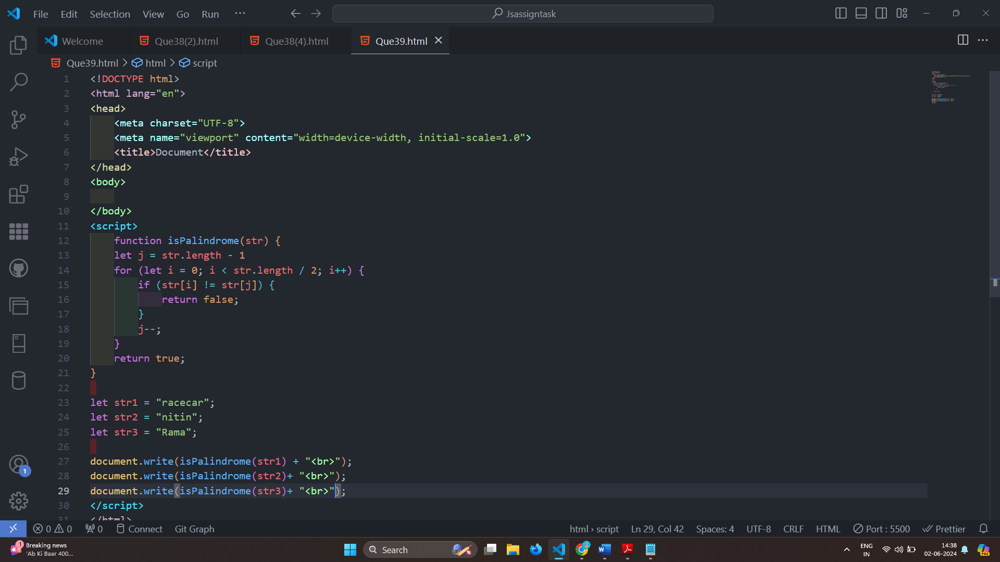 File Edit Selection View Go Run ··· Jsassigntask
Welcome Que38(2).html Que38(4).html Que39.html
Que39.html > html > script
1 <!DOCTYPE html>
2 <html lang="en">
3 <head>
4 <meta charset="UTF-8">
5 <meta name="viewport" content="width=device-width, initial-scale=1.0">
6 <title>Document</title>
7 </head>
8 <body>
9
10 </body>
11 <script>
12 function isPalindrome(str) {
13 let j = str.length - 1
14 for (let i = 0; i < str.length / 2; i++) {
15 if (str[i] != str[j]) {
16 return false;
17 }
18 j--;
19 }
20 return true;
21 }
22
23 let str1 = "racecar";
24 let str2 = "nitin";
25 let str3 = "Rama";
26
27 document.write(isPalindrome(str1) + "<br>");
28 document.write(isPalindrome(str2)+ "<br>");
29 document.write(isPalindrome(str3)+ "<br>");
30 </script>
31 </html>
1
0 0 0 Connect Git Graph html › script Ln 29, Col 42 Spaces: 4 UTF-8 CRLF HTML Port : 5500 Prettier
1 Breaking news
'Ab Ki Baar 400...
Search
ENG
IN
14:38
02-06-2024
PRE